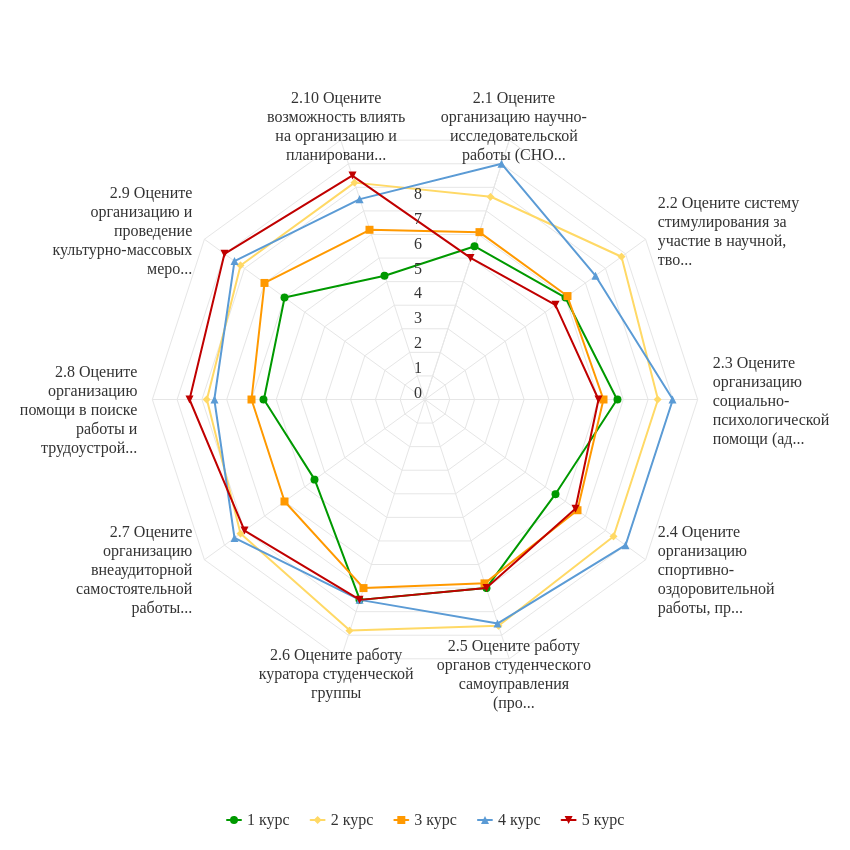 2.10 Оцените
возможность влиять
на организацию и
планировани...
2.1 Оцените
организацию научно-
исследовательской
работы (СНО...
2.9 Оцените
организацию и
проведение
культурно-массовых
меро...
2.2 Оцените систему
стимулирования за
участие в научной,
тво...
8
7
6
5
4
3
2
1
0
2.8 Оцените
организацию
помощи в поиске
работы и
трудоустрой...
2.3 Оцените
организацию
социально-
психологической
помощи (ад...
2.7 Оцените
организацию
внеаудиторной
самостоятельной
работы...
2.4 Оцените
организацию
спортивно-
оздоровительной
работы, пр...
2.6 Оцените работу
куратора студенческой
группы
2.5 Оцените работу
органов студенческого
самоуправления
(про...
1 курс
2 курс
3 курс
4 курс
5 курс